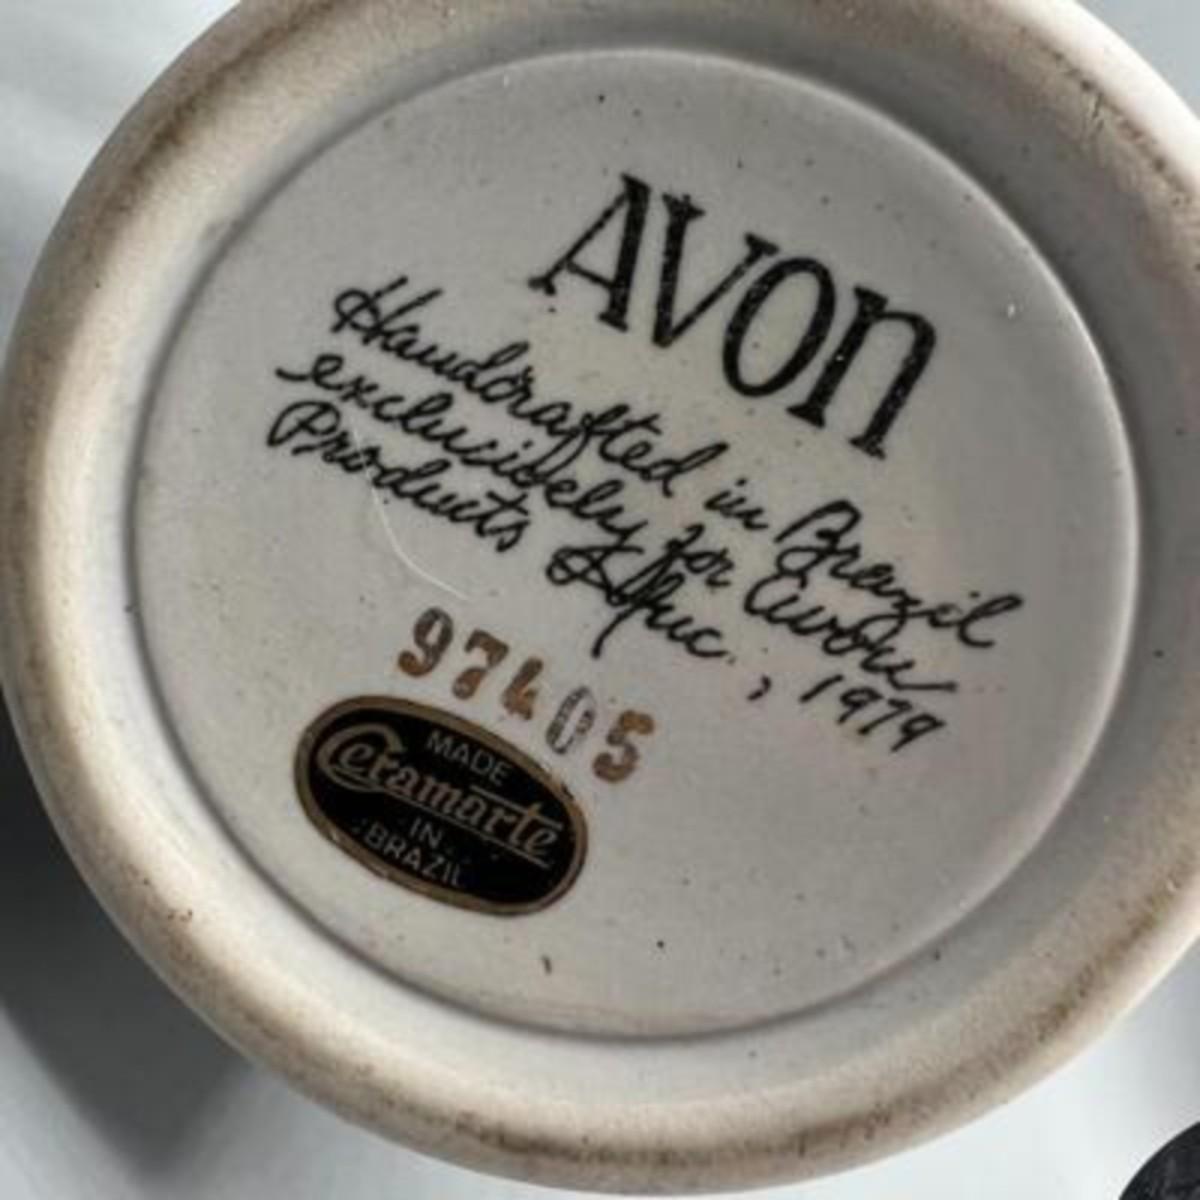 AVON
Handcrafted in Brazil
exclusively for Avon
Products Inc., 1979
97405
MADE
Ceramarte
IN
BRAZIL